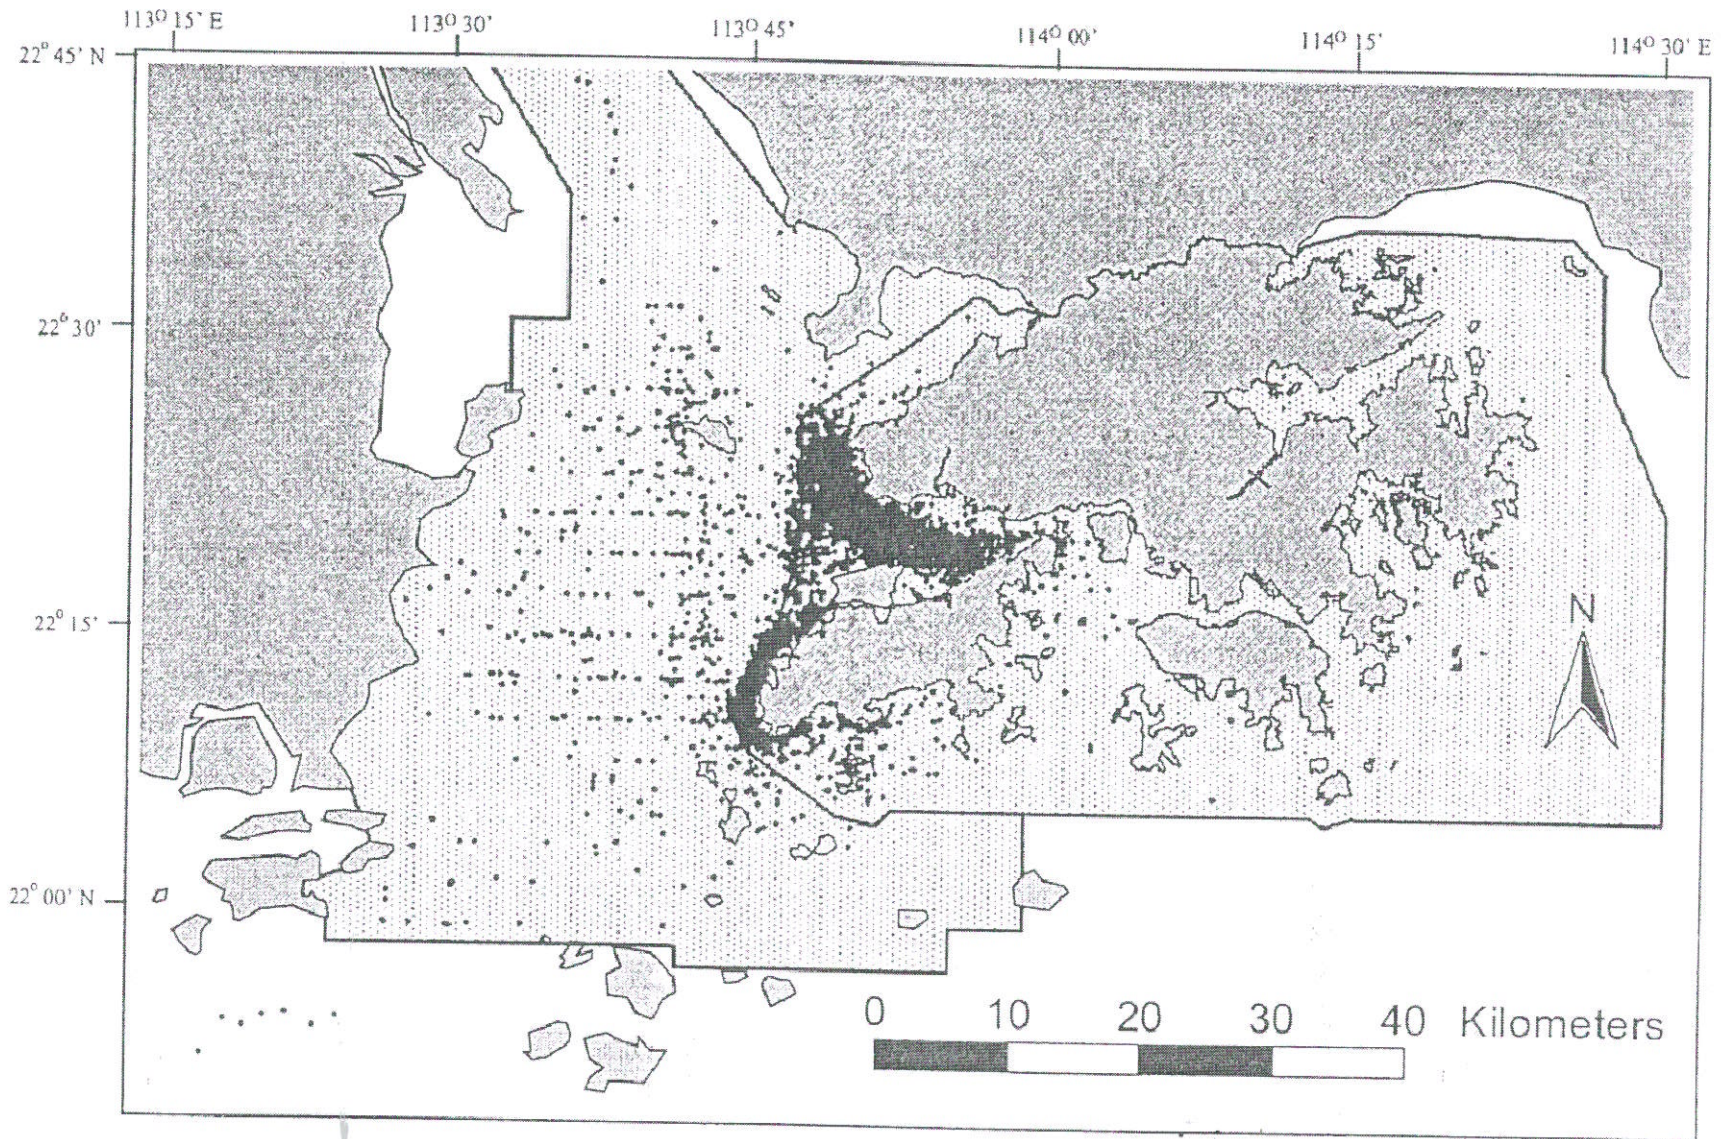 113° 15' E 113° 30' 113° 45' 114° 00' 114° 15' 114° 30' E
22° 45' N
22° 30'
22° 15'
22° 00' N
N
0 10 20 30 40 Kilometers